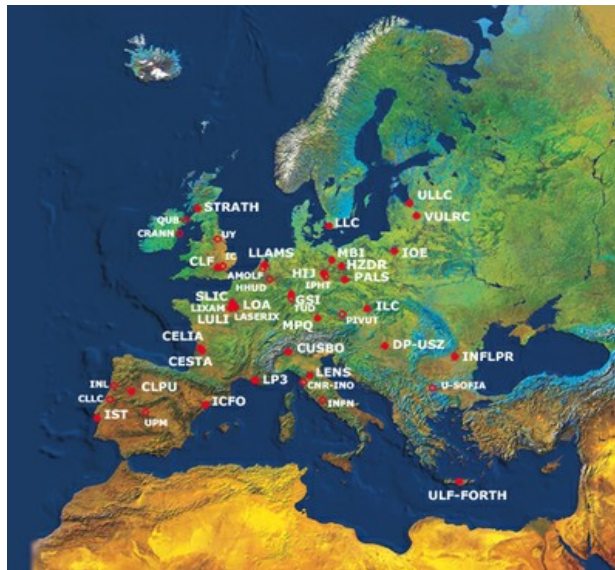 STRATH
ULLC
QUB
VULRC
LLC
CRANN
UY
IOE
LLAMS
MBI
IC
CLF
HZDR
AMOLF
HIJ
HHUD
IPHT
PALS
SLIC
GSI
LIXAM
LOA
TUD
ILC
LULI
LASERIX
PIVUT
MPQ
CELIA
DP-USZ
CUSBO
CESTA
INFLPR
LENS
LP3
CNR-INO
INL
CLPU
U-SOFIA
CLLC
ICFO
INFN
IST
UPM
ULF-FORTH